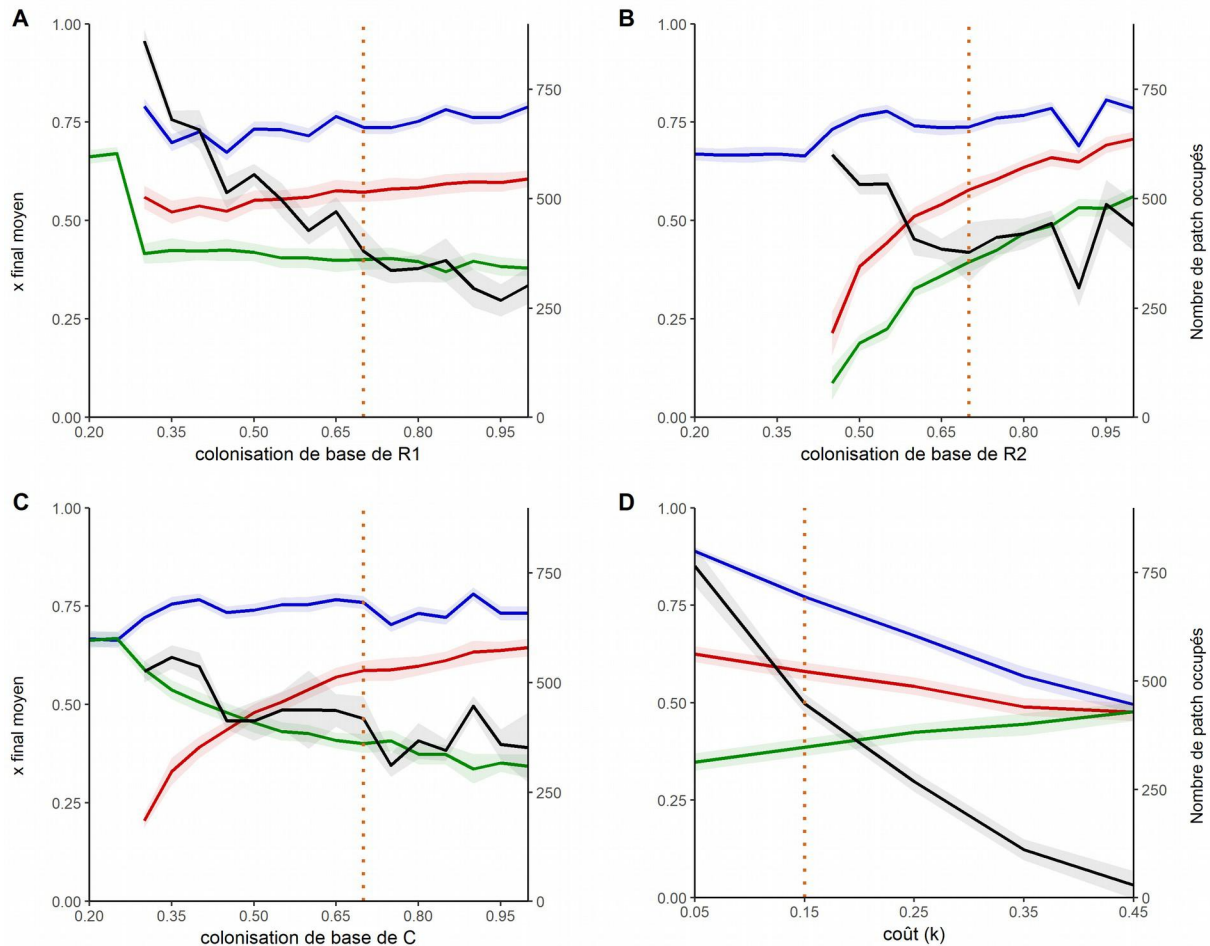 A
1.00
0.75
0.50
0.25
0.00
x final moyen
750
500
250
0
0.20 0.35 0.50 0.65 0.80 0.95
colonisation de base de R1
B
1.00
0.75
0.50
0.25
0.00
750
500
250
0
Nombre de patch occupés
0.20 0.35 0.50 0.65 0.80 0.95
colonisation de base de R2
C
1.00
0.75
0.50
0.25
0.00
x final moyen
750
500
250
0
0.20 0.35 0.50 0.65 0.80 0.95
colonisation de base de C
D
1.00
0.75
0.50
0.25
0.00
750
500
250
0
Nombre de patch occupés
0.05 0.15 0.25 0.35 0.45
coût (k)